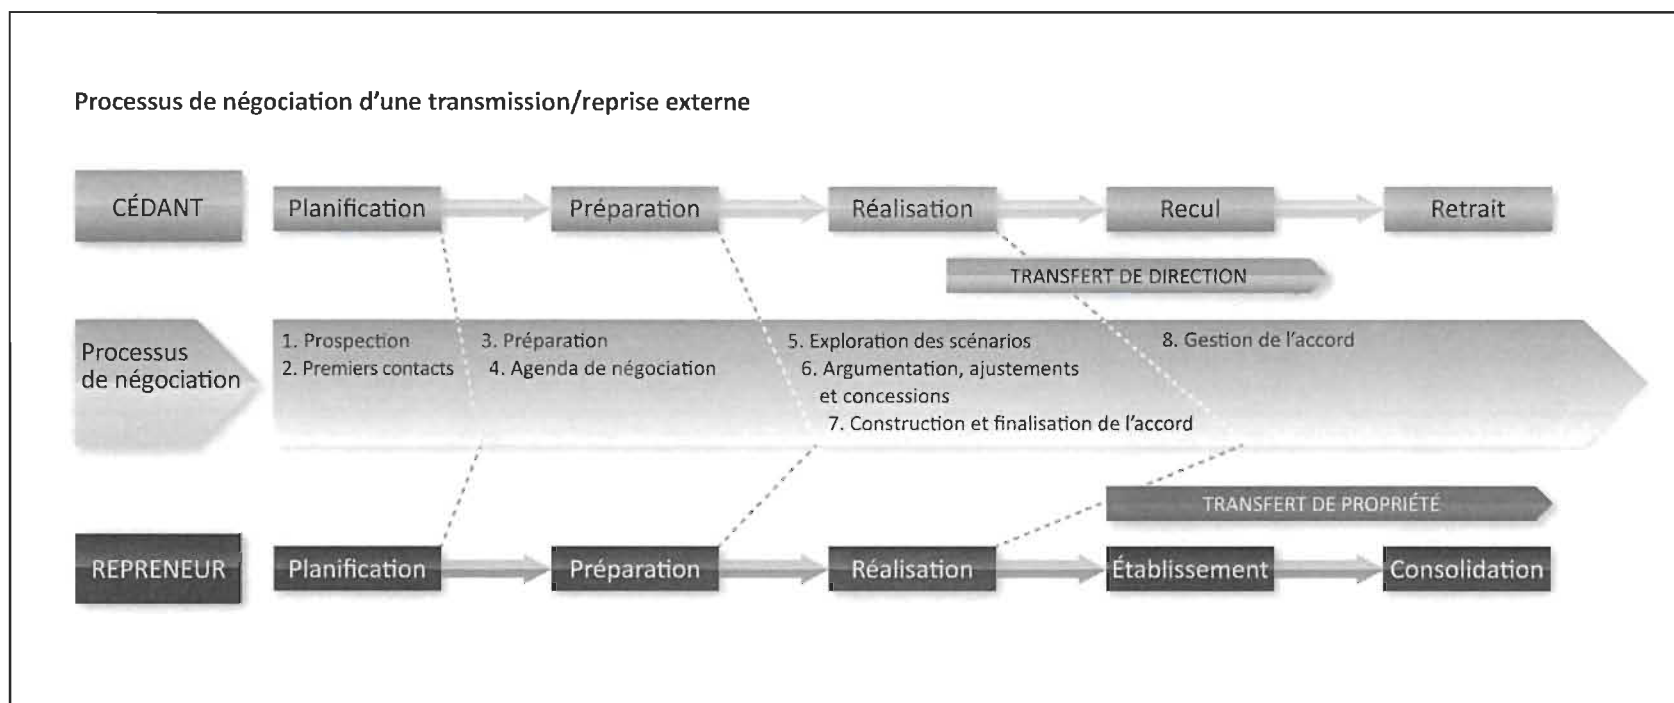 Processus de négociation d'une transmission/reprise externe
CÉDANT
Planification
Préparation
Réalisation
Recul
Retrait
TRANSFERT DE DIRECTION
Processus
de négociation
1. Prospection
2. Premiers contacts
3. Préparation
4. Agenda de négociation
5. Exploration des scénarios
6. Argumentation, ajustements
et concessions
7. Construction et finalisation de l'accord
8. Gestion de l'accord
TRANSFERT DE PROPRIÉTÉ
REPRENEUR
Planification
Préparation
Réalisation
Établissement
Consolidation